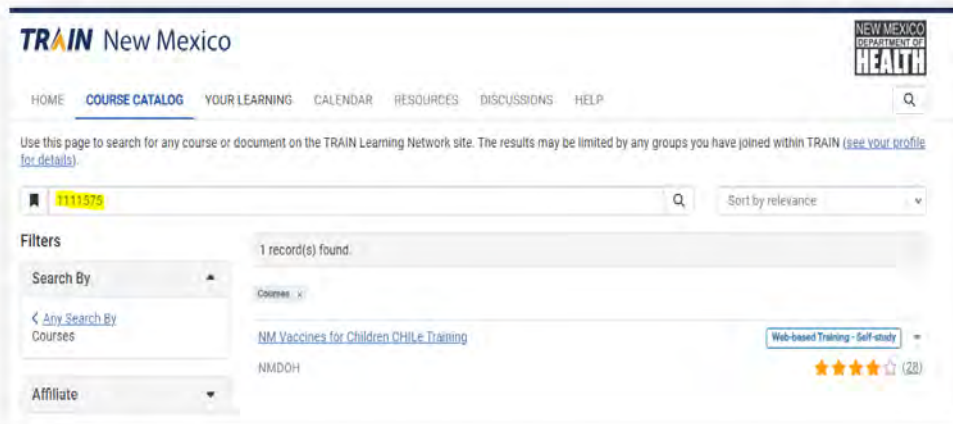 TRAIN New Mexico
NEW MEXICO
DEPARTMENT OF
HEALTH
HOME COURSE CATALOG YOUR LEARNING CALENDAR RESOURCES DISCUSSIONS HELP
Use this page to search for any course or document on the TRAIN Learning Network site. The results may be limited by any groups you have joined within TRAIN (see your profile
for details).
1111575
Sort by relevance
Filters
1 record(s) found.
Search By
Courses ×
< Any Search By
Courses
NM Vaccines for Children CHILe Training
Web-based Training - Self-study
NMDOH
(28)
Affiliate